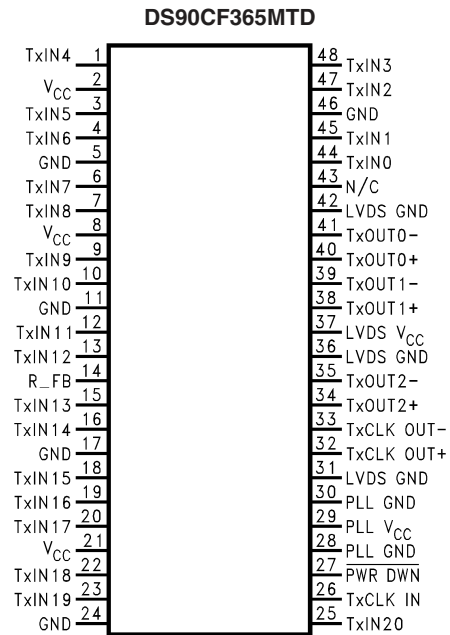 DS90CF365MTD
TxIN4 1
VCC 2
TxIN5 3
TxIN6 4
GND 5
TxIN7 6
TxIN8 7
VCC 8
TxIN9 9
TxIN10 10
GND 11
TxIN11 12
TxIN12 13
R_FB 14
TxIN13 15
TxIN14 16
GND 17
TxIN15 18
TxIN16 19
TxIN17 20
VCC 21
TxIN18 22
TxIN19 23
GND 24
48 TxIN3
47 TxIN2
46 GND
45 TxIN1
44 TxIN0
43 N/C
42 LVDS GND
41 TxOUT0-
40 TxOUT0+
39 TxOUT1-
38 TxOUT1+
37 LVDS VCC
36 LVDS GND
35 TxOUT2-
34 TxOUT2+
33 TxCLK OUT-
32 TxCLK OUT+
31 LVDS GND
30 PLL GND
29 PLL VCC
28 PLL GND
27 PWR DWN
26 TxCLK IN
25 TxIN20